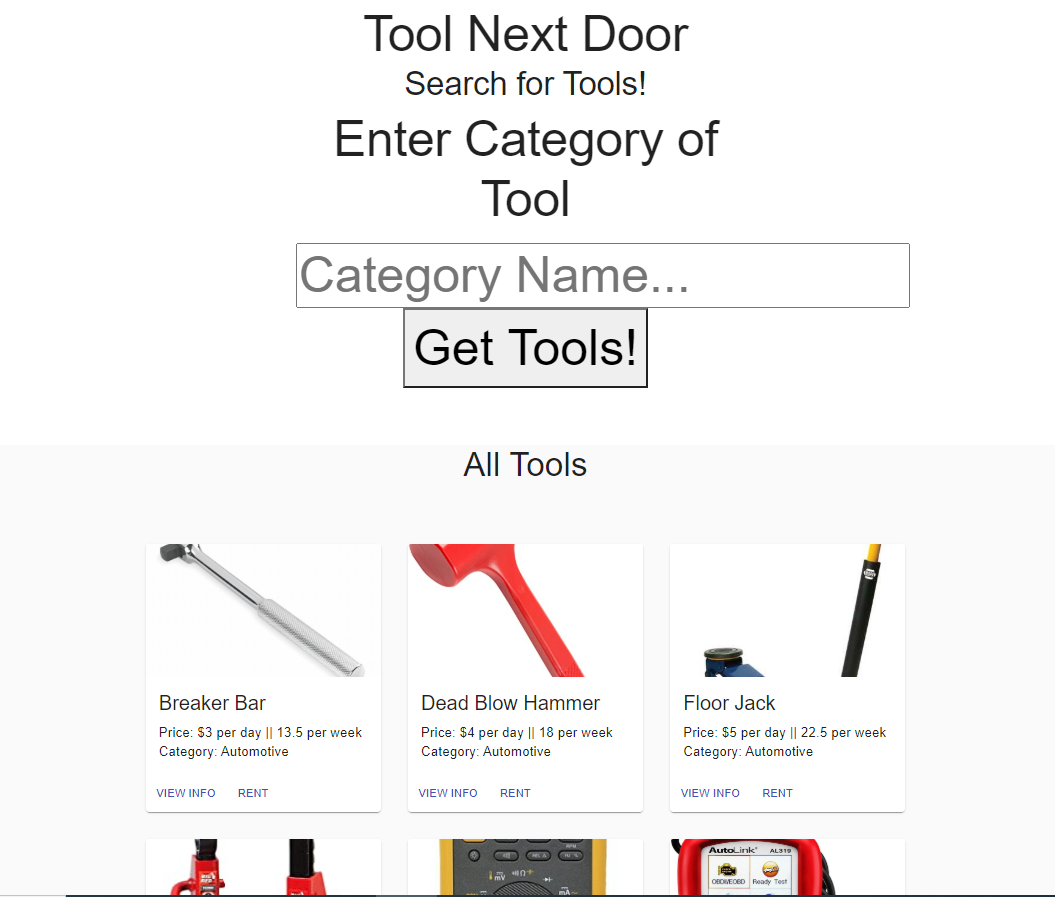 Tool Next Door
Search for Tools!
Enter Category of
Tool
Category Name...
Get Tools!
All Tools
Breaker Bar
Price: $3 per day || 13.5 per week
Category: Automotive
VIEW INFO RENT
Dead Blow Hammer
Price: $4 per day || 18 per week
Category: Automotive
VIEW INFO RENT
Floor Jack
Price: $5 per day || 22.5 per week
Category: Automotive
VIEW INFO RENT
AutoLink AL319
OBDII/EOBD Ready Test